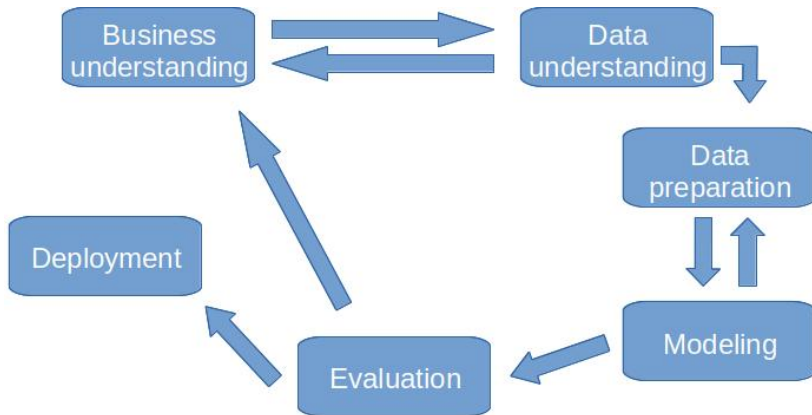 Business
understanding
Data
understanding
Data
preparation
Deployment
Modeling
Evaluation